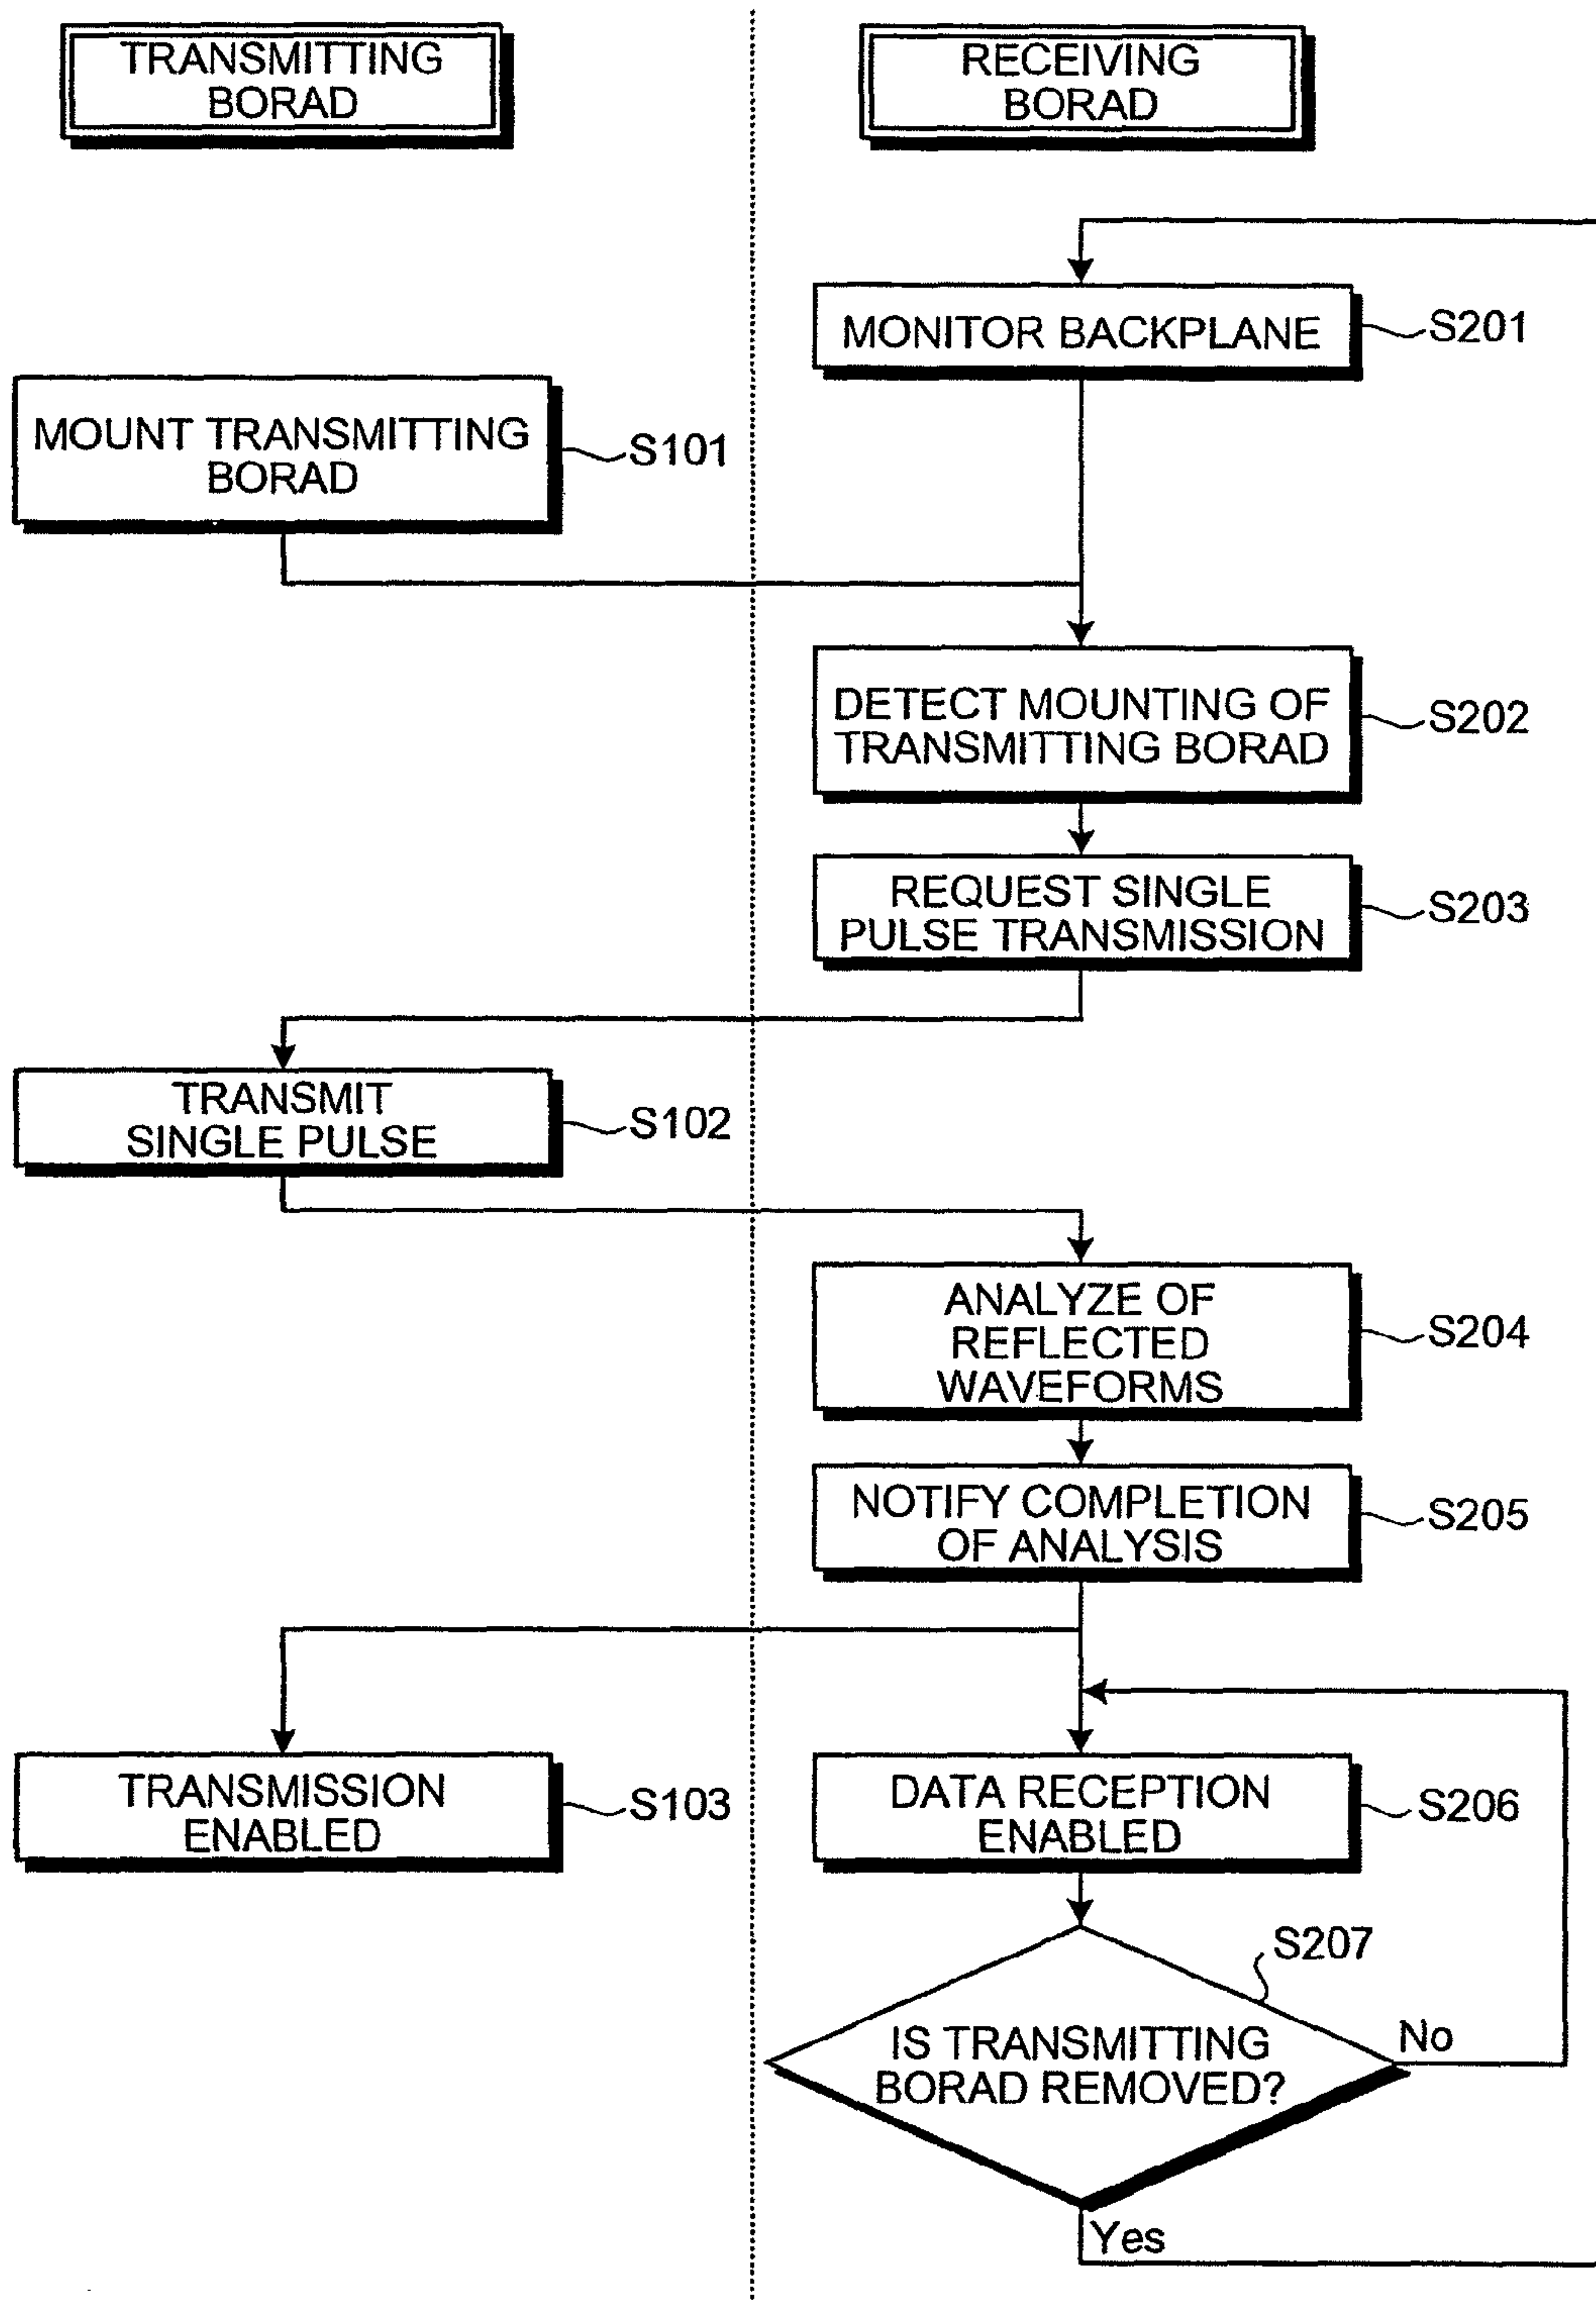 TRANSMITTING
BORAD
RECEIVING
BORAD
MONITOR BACKPLANE
S201
MOUNT TRANSMITTING
BORAD
S101
DETECT MOUNTING OF
TRANSMITTING BORAD
S202
REQUEST SINGLE
PULSE TRANSMISSION
S203
TRANSMIT
SINGLE PULSE
S102
ANALYZE OF
REFLECTED
WAVEFORMS
S204
NOTIFY COMPLETION
OF ANALYSIS
S205
TRANSMISSION
ENABLED
S103
DATA RECEPTION
ENABLED
S206
S207
IS TRANSMITTING
BORAD REMOVED?
No
Yes